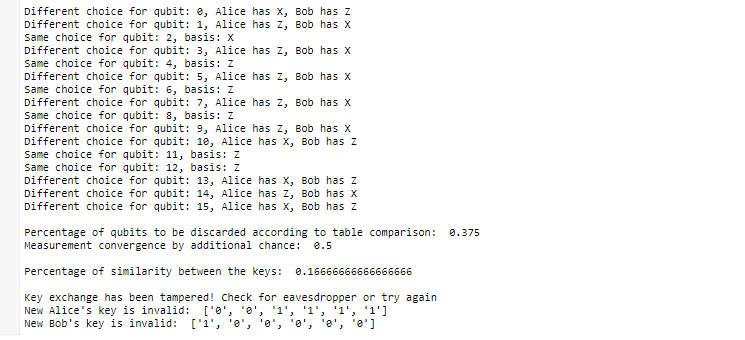 Different choice for qubit: 0, Alice has X, Bob has Z
Different choice for qubit: 1, Alice has Z, Bob has X
Same choice for qubit: 2, basis: X
Different choice for qubit: 3, Alice has Z, Bob has X
Same choice for qubit: 4, basis: Z
Different choice for qubit: 5, Alice has Z, Bob has X
Same choice for qubit: 6, basis: Z
Different choice for qubit: 7, Alice has Z, Bob has X
Same choice for qubit: 8, basis: Z
Different choice for qubit: 9, Alice has Z, Bob has X
Different choice for qubit: 10, Alice has X, Bob has Z
Same choice for qubit: 11, basis: Z
Same choice for qubit: 12, basis: Z
Different choice for qubit: 13, Alice has X, Bob has Z
Different choice for qubit: 14, Alice has Z, Bob has X
Different choice for qubit: 15, Alice has X, Bob has Z
Percentage of qubits to be discarded according to table comparison: 0.375
Measurement convergence by additional chance: 0.5
Percentage of similarity between the keys: 0.16666666666666666
Key exchange has been tampered! Check for eavesdropper or try again
New Alice's key is invalid: ['0', '0', '1', '1', '1', '1']
New Bob's key is invalid: ['1', '0', '0', '0', '0', '0']